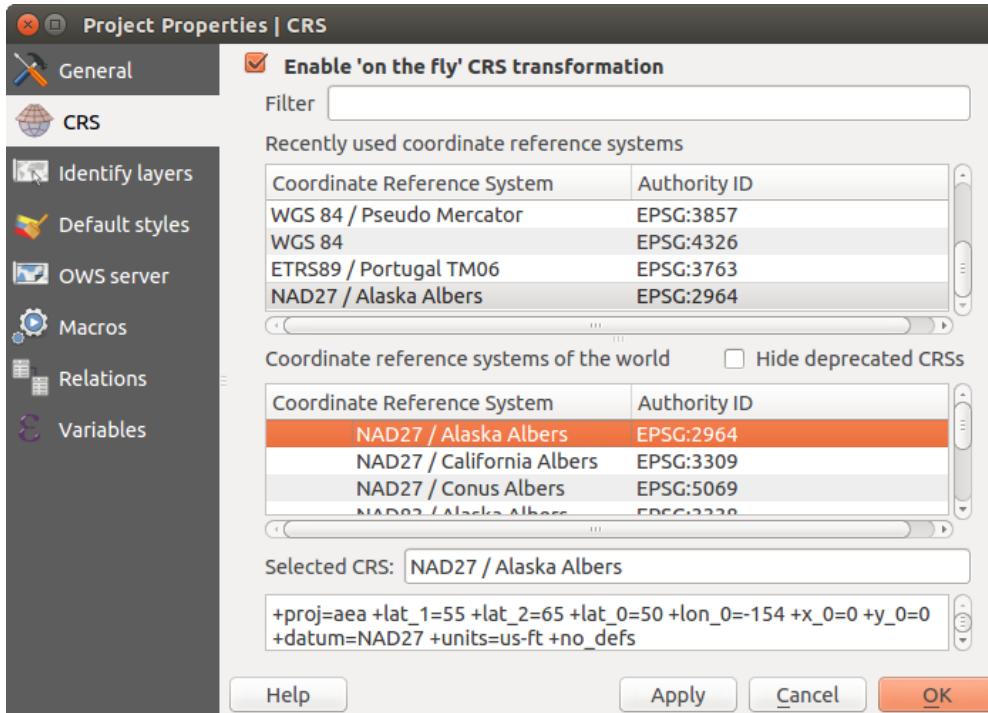 Project Properties | CRS
General
CRS
Identify layers
Default styles
OWS server
Macros
Relations
Variables
Enable 'on the fly' CRS transformation
Filter
Recently used coordinate reference systems
Coordinate Reference System Authority ID
WGS 84 / Pseudo Mercator EPSG:3857
WGS 84 EPSG:4326
ETRS89 / Portugal TM06 EPSG:3763
NAD27 / Alaska Albers EPSG:2964
Coordinate reference systems of the world Hide deprecated CRSs
Coordinate Reference System Authority ID
NAD27 / Alaska Albers EPSG:2964
NAD27 / California Albers EPSG:3309
NAD27 / Conus Albers EPSG:5069
NAD83 / Alaska Albers EPSG:3338
Selected CRS: NAD27 / Alaska Albers
+proj=aea +lat_1=55 +lat_2=65 +lat_0=50 +lon_0=-154 +x_0=0 +y_0=0
+datum=NAD27 +units=us-ft +no_defs
Help Apply Cancel OK